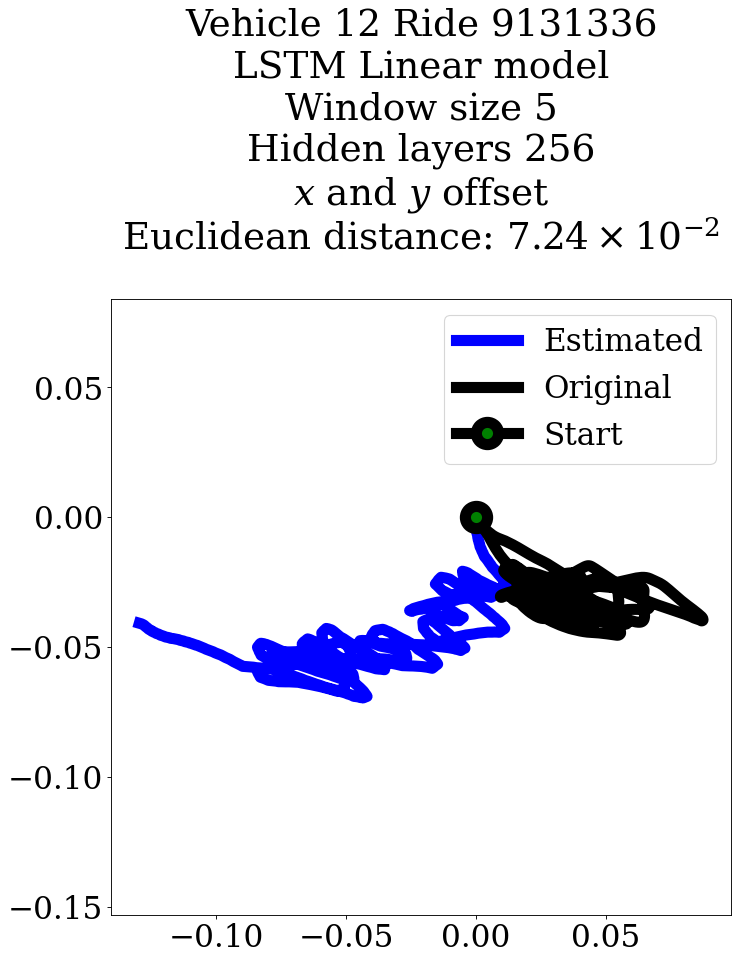 Vehicle 12 Ride 9131336
LSTM Linear model
Window size 5
Hidden layers 256
x and y offset
Euclidean distance: 7.24 × 10⁻²
Estimated
Original
Start
0.05
0.00
−0.05
−0.10
−0.15
−0.10
−0.05
0.00
0.05